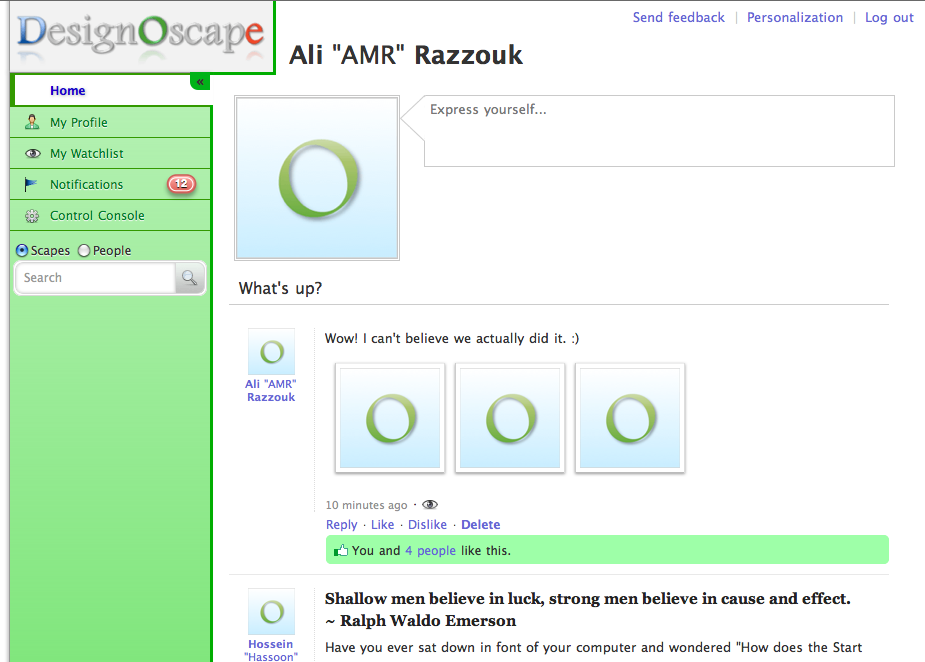 DesignOscape
Send feedback | Personalization | Log out
Ali "AMR" Razzouk
«
Home
My Profile
My Watchlist
Notifications 12
Control Console
Scapes People
Search
Express yourself...
What's up?
Ali "AMR"
Razzouk
Wow! I can't believe we actually did it. :)
10 minutes ago ·
Reply · Like · Dislike · Delete
You and 4 people like this.
Hossein
"Hassoon"
Shallow men believe in luck, strong men believe in cause and effect.
~ Ralph Waldo Emerson
Have you ever sat down in font of your computer and wondered "How does the Start